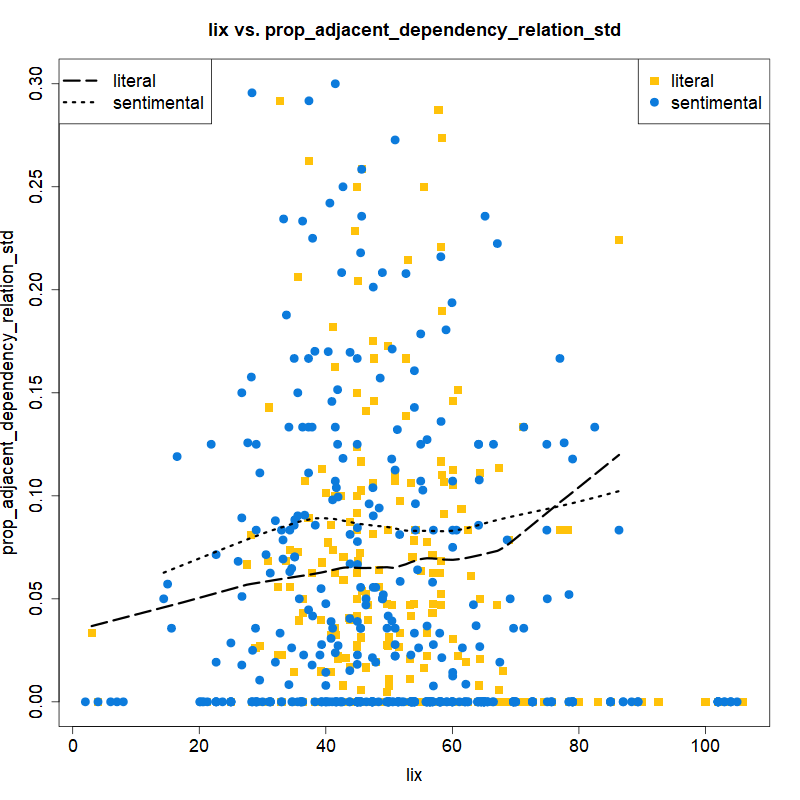 lix vs. prop_adjacent_dependency_relation_std
literal
sentimental
literal
sentimental
prop_adjacent_dependency_relation_std
0.30
0.25
0.20
0.15
0.10
0.05
0.00
0
20
40
60
80
100
lix